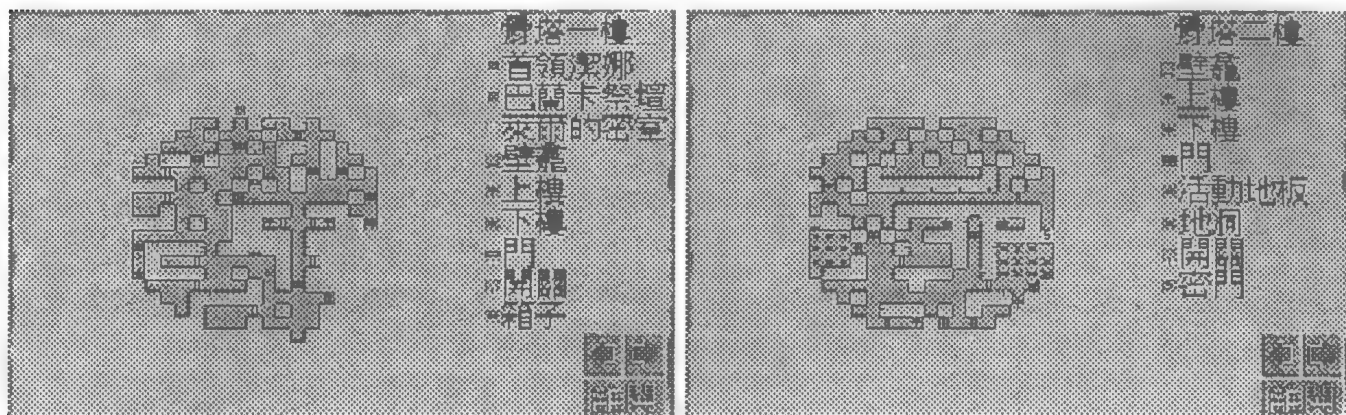 塔一樓
首領潔娜
巴蘭卡祭壇
的密室
壁龕
上樓
下樓
門
開關
箱子
塔二樓
壁龕
上樓
下樓
門
活動地板
地洞
開關
密門